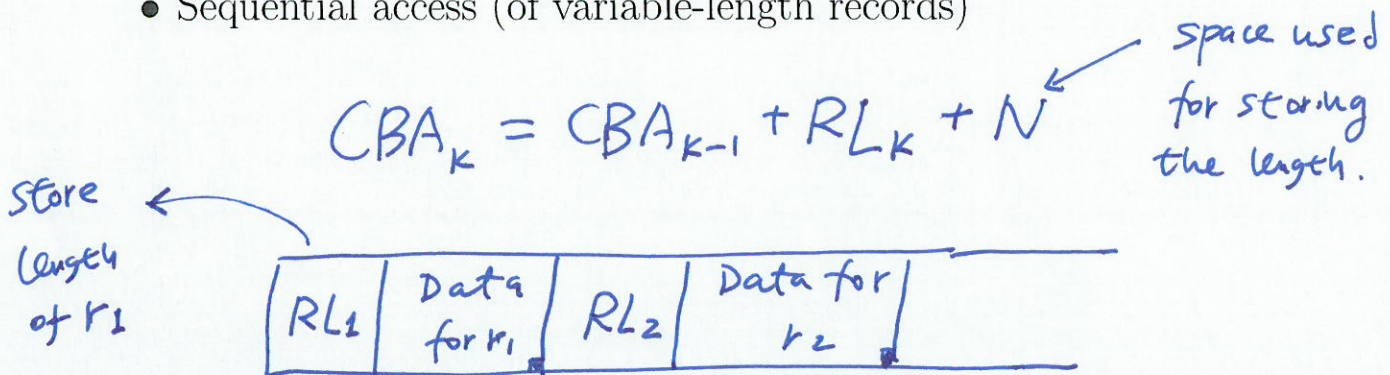 • Sequential access (of variable-length records)
space used
for storing
the length.
CBA_K = CBA_{K-1} + RL_K + N
store
length
of r1
RL1 Data for r1 RL2 Data for r2